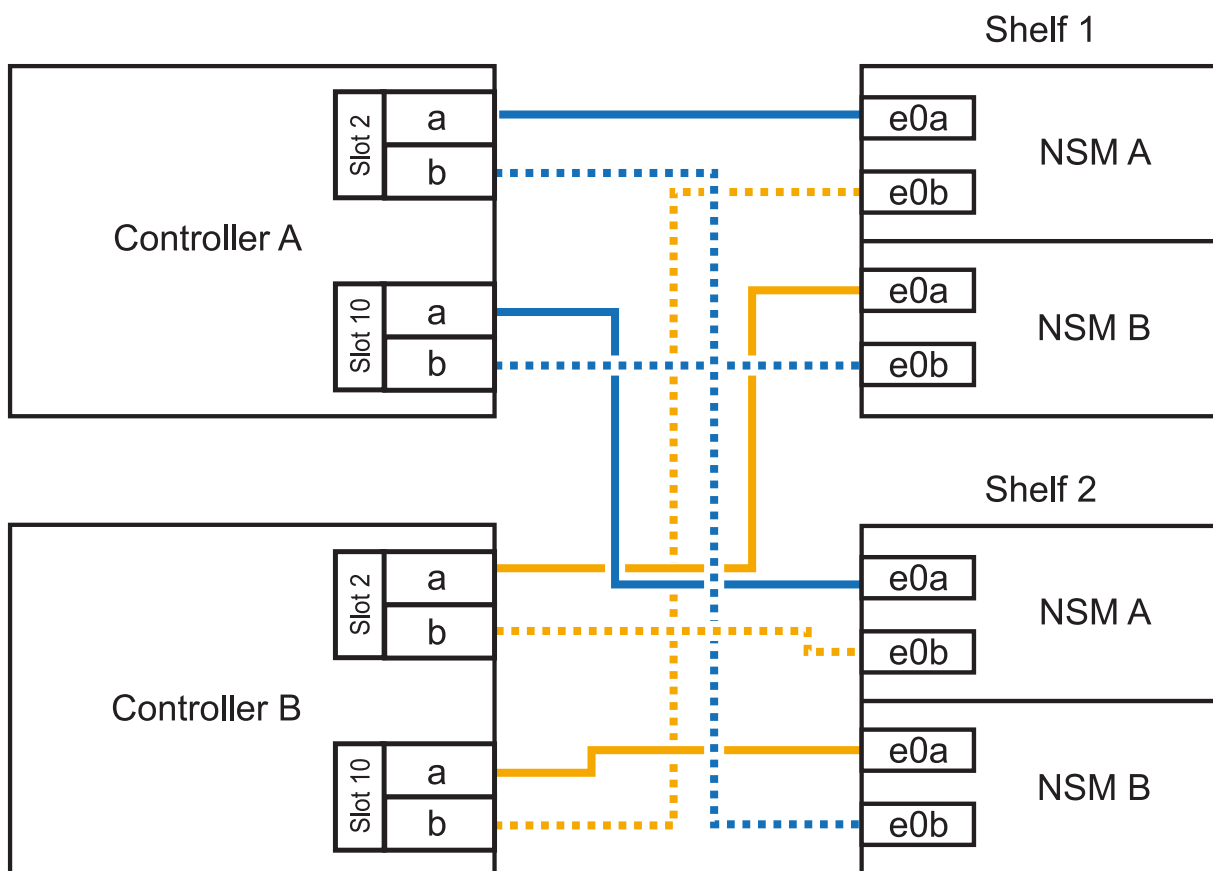 Shelf 1
Controller A
Slot 2
a
b
Slot 10
a
b
e0a
e0b
NSM A
e0a
e0b
NSM B
Shelf 2
Controller B
Slot 2
a
b
Slot 10
a
b
e0a
e0b
NSM A
e0a
e0b
NSM B